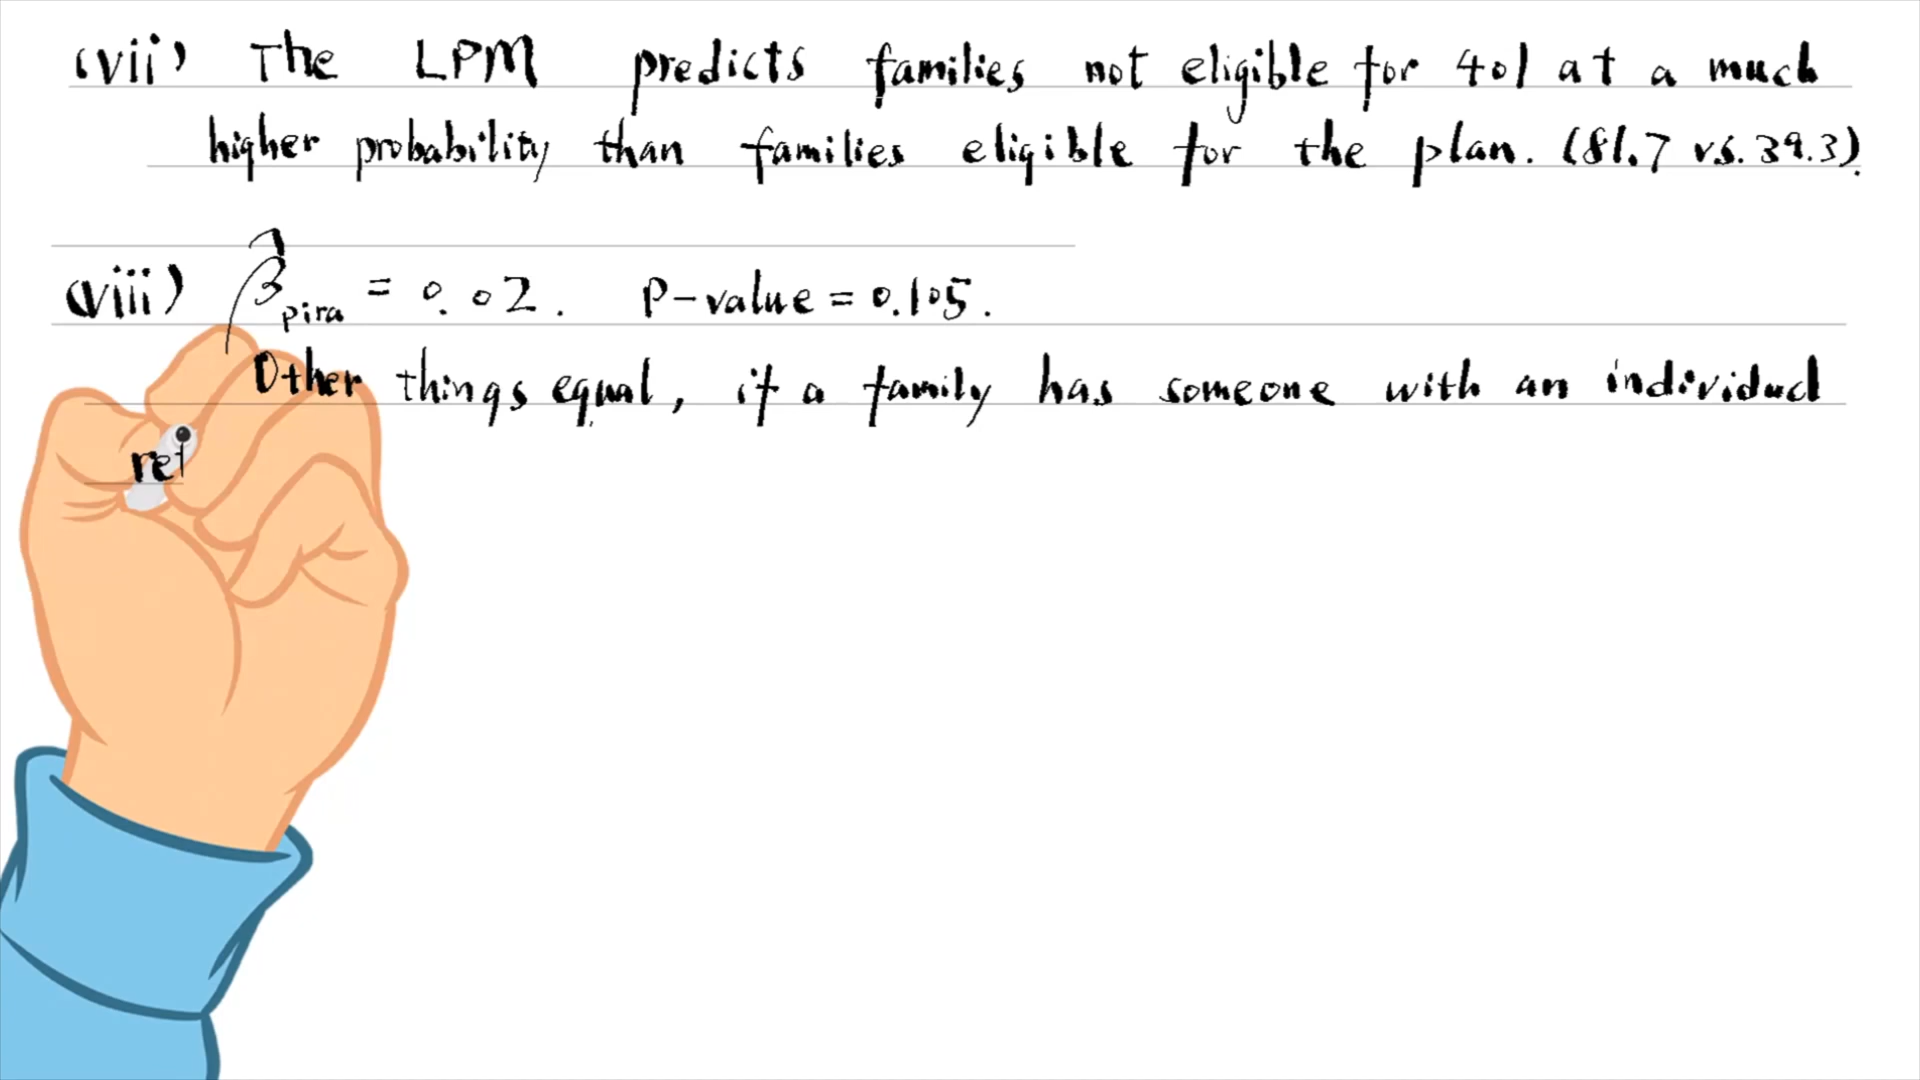 (vii) The LPM predicts families not eligible for 401 at a much
higher probability than families eligible for the plan. (81.7 vs. 39.3).
(viii) β̂pira = 0.02. P-value = 0.105.
Other things equal, if a family has someone with an individual
ret